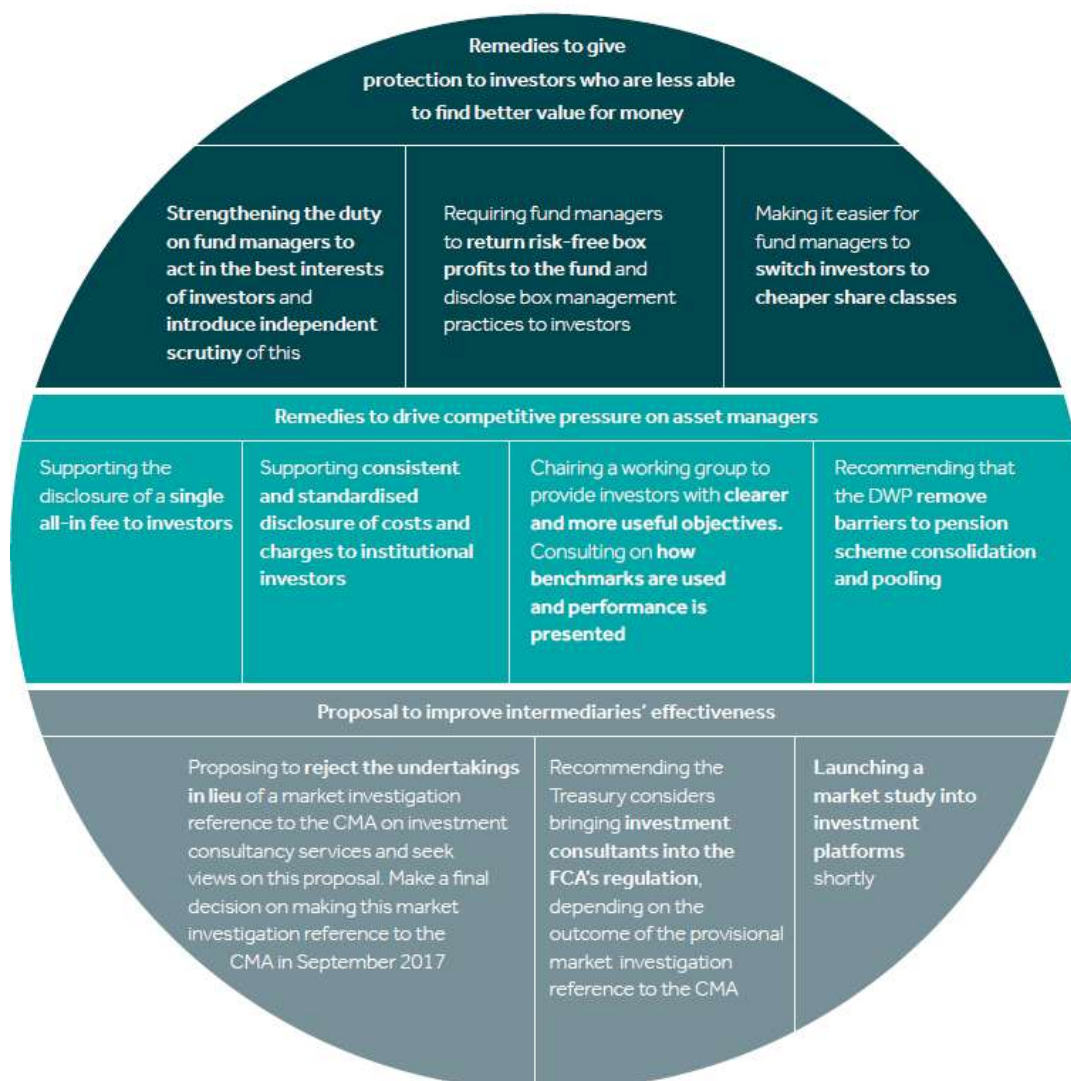 Remedies to give
protection to investors who are less able
to find better value for money
Strengthening the duty
on fund managers to
act in the best interests
of investors and
introduce independent
scrutiny of this
Requiring fund managers
to return risk-free box
profits to the fund and
disclose box management
practices to investors
Making it easier for
fund managers to
switch investors to
cheaper share classes
Remedies to drive competitive pressure on asset managers
Supporting the
disclosure of a single
all-in fee to investors
Supporting consistent
and standardised
disclosure of costs and
charges to institutional
investors
Chairing a working group to
provide investors with clearer
and more useful objectives.
Consulting on how
benchmarks are used
and performance is
presented
Recommending that
the DWP remove
barriers to pension
scheme consolidation
and pooling
Proposal to improve intermediaries' effectiveness
Proposing to reject the undertakings
in lieu of a market investigation
reference to the CMA on investment
consultancy services and seek
views on this proposal. Make a final
decision on making this market
investigation reference to the
CMA in September 2017
Recommending the
Treasury considers
bringing investment
consultants into the
FCA's regulation,
depending on the
outcome of the provisional
market investigation
reference to the CMA
Launching a
market study into
investment
platforms
shortly